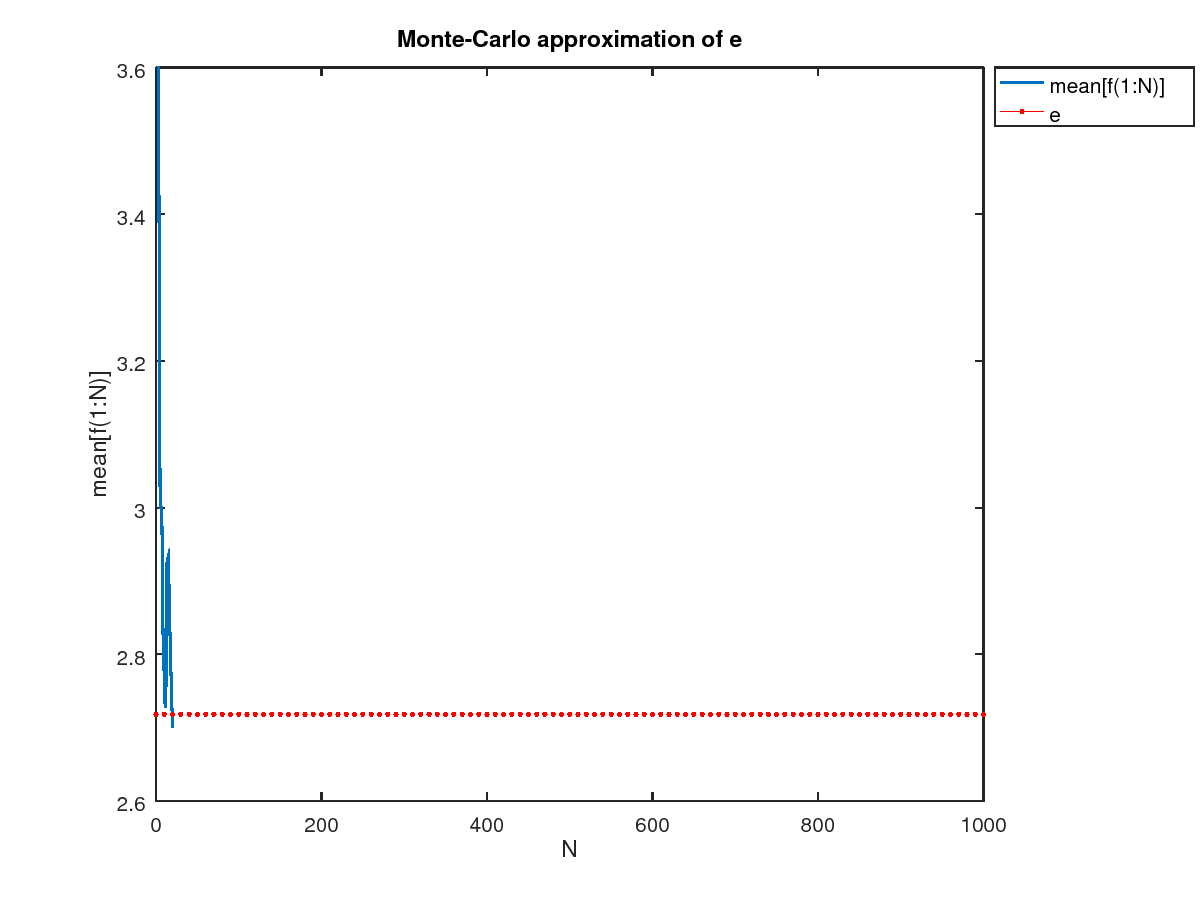 Monte-Carlo approximation of e
mean[f(1:N)]
e
3.6
3.4
3.2
3
2.8
2.6
mean[f(1:N)]
0
200
400
600
800
1000
N